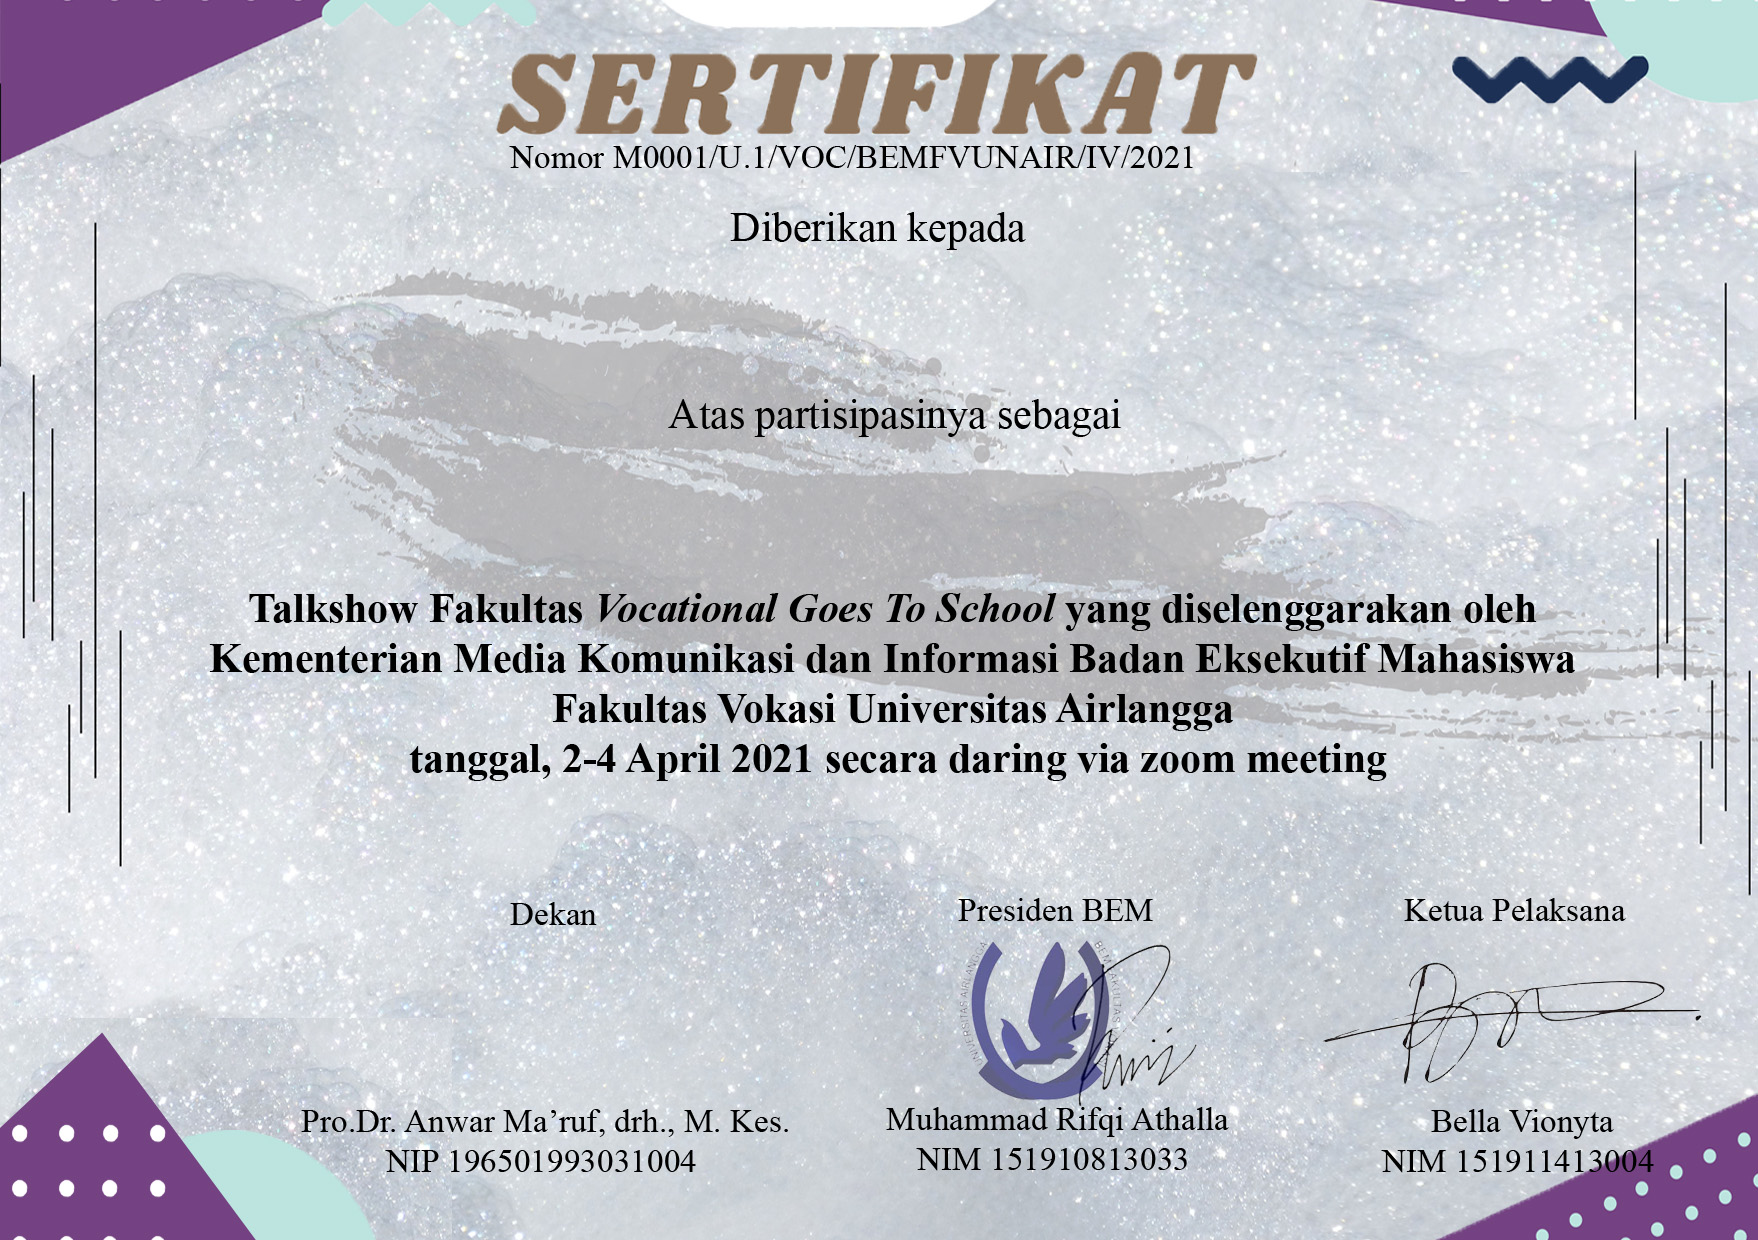 SERTIFIKAT
Nomor M0001/U.1/VOC/BEMFVUNAIR/IV/2021
Diberikan kepada
Atas partisipasinya sebagai
Talkshow Fakultas Vocational Goes To School yang diselenggarakan oleh
Kementerian Media Komunikasi dan Informasi Badan Eksekutif Mahasiswa
Fakultas Vokasi Universitas Airlangga
tanggal, 2-4 April 2021 secara daring via zoom meeting
Dekan
Presiden BEM
Ketua Pelaksana
UNIVERSITAS AIRLANGGA
BEM FAKULTAS
Pro.Dr. Anwar Ma’ruf, drh., M. Kes.
NIP 196501993031004
Muhammad Rifqi Athalla
NIM 151910813033
Bella Vionyta
NIM 151911413004